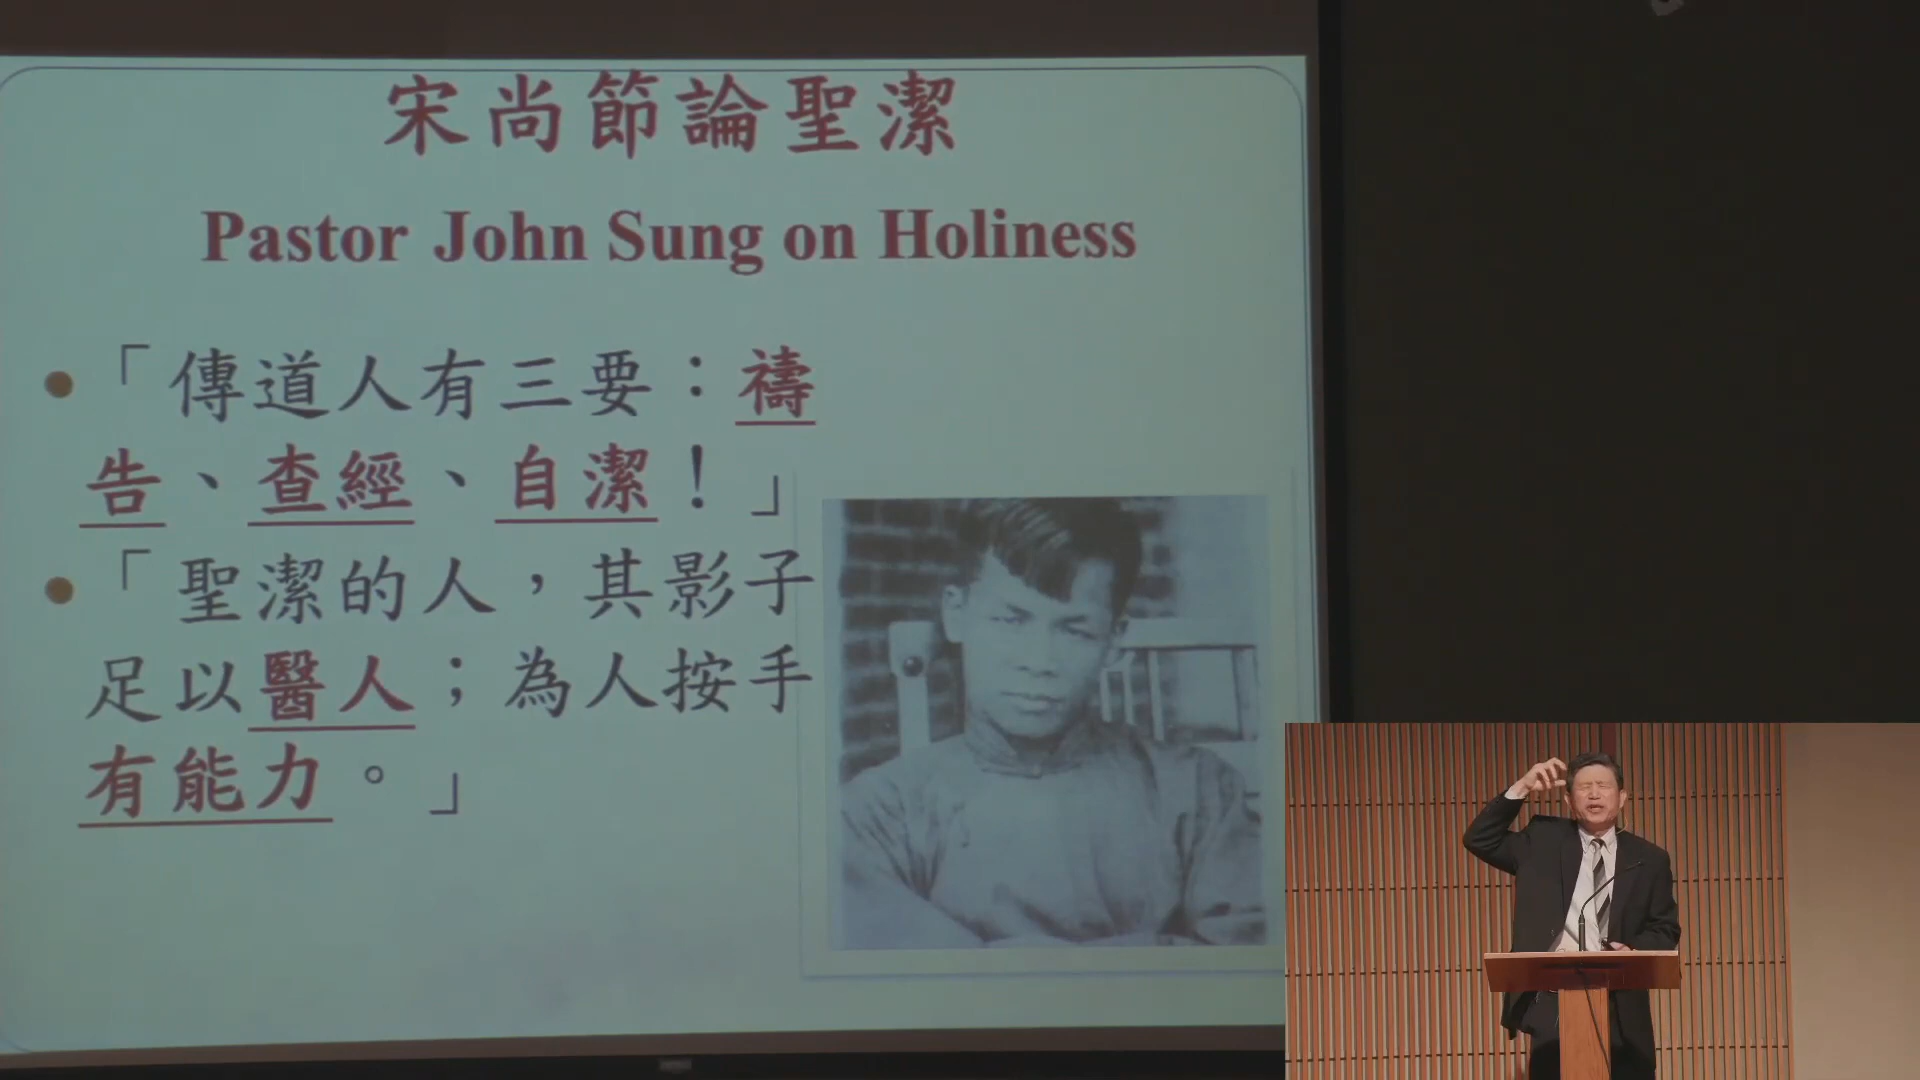 宋尚節論聖潔
Pastor John Sung on Holiness
•「傳道人有三要：禱
告、查經、自潔！」
•「聖潔的人，其影子
足以醫人；為人按手
有能力。」